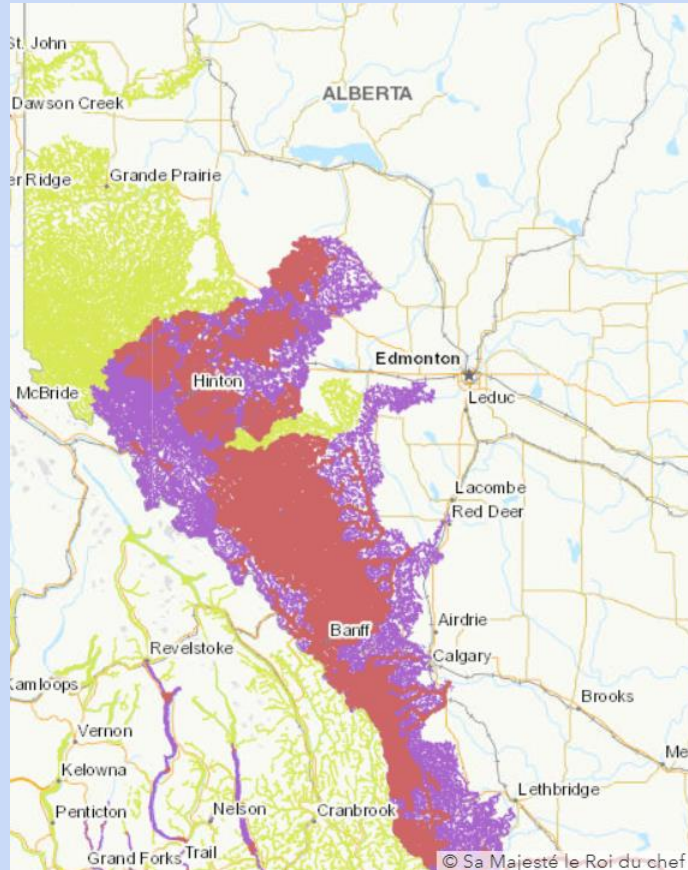 St. John
ALBERTA
Dawson Creek
Grande Prairie
er Ridge
Edmonton
McBride
Hinton
Leduc
Lacombe
Red Deer
Banff
Airdrie
Revelstoke
Calgary
Kamloops
Brooks
Vernon
Me
Kelowna
Lethbridge
Penticton
Nelson
Cranbrook
Grand Forks
Trail
© Sa Majesté le Roi du chef